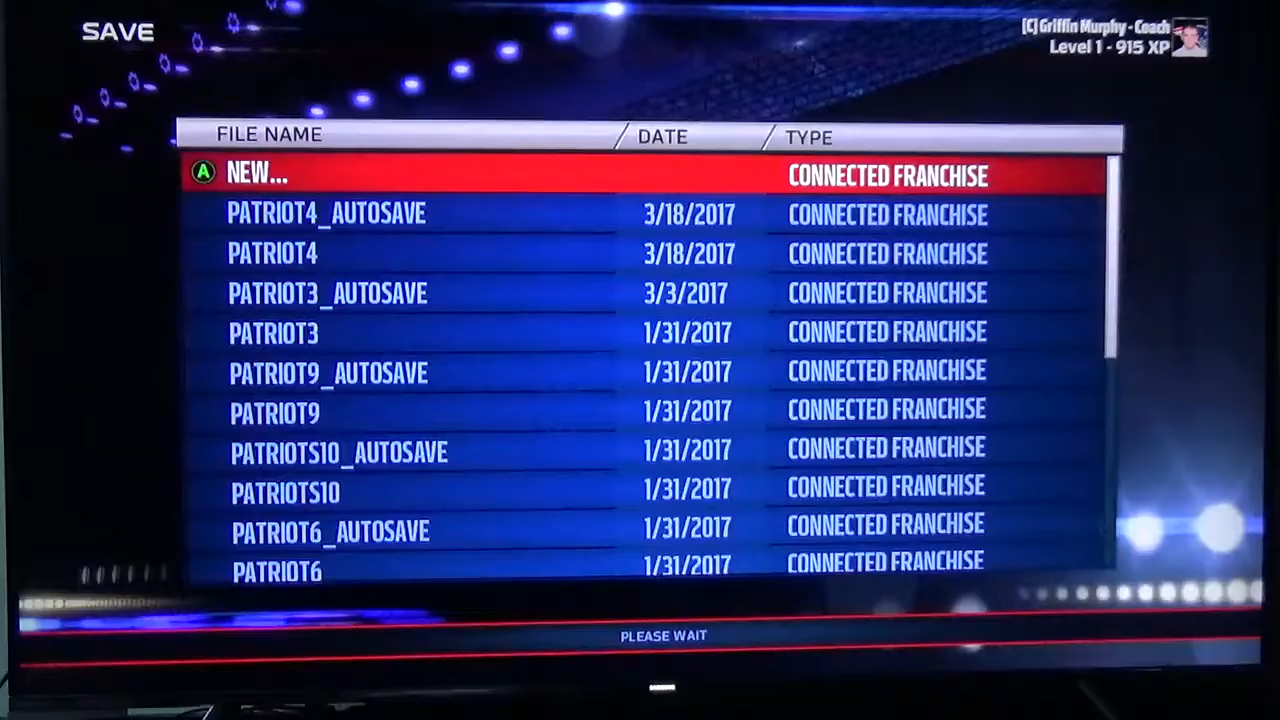 SAVE
[C] Griffin Murphy - Coach
Level 1 - 915 XP
FILE NAME DATE TYPE
A NEW... CONNECTED FRANCHISE
PATRIOT4_AUTOSAVE 3/18/2017 CONNECTED FRANCHISE
PATRIOT4 3/18/2017 CONNECTED FRANCHISE
PATRIOT3_AUTOSAVE 3/3/2017 CONNECTED FRANCHISE
PATRIOT3 1/31/2017 CONNECTED FRANCHISE
PATRIOT9_AUTOSAVE 1/31/2017 CONNECTED FRANCHISE
PATRIOT9 1/31/2017 CONNECTED FRANCHISE
PATRIOTS10_AUTOSAVE 1/31/2017 CONNECTED FRANCHISE
PATRIOTS10 1/31/2017 CONNECTED FRANCHISE
PATRIOT6_AUTOSAVE 1/31/2017 CONNECTED FRANCHISE
PATRIOT6 1/31/2017 CONNECTED FRANCHISE
PLEASE WAIT
SAMSUNG